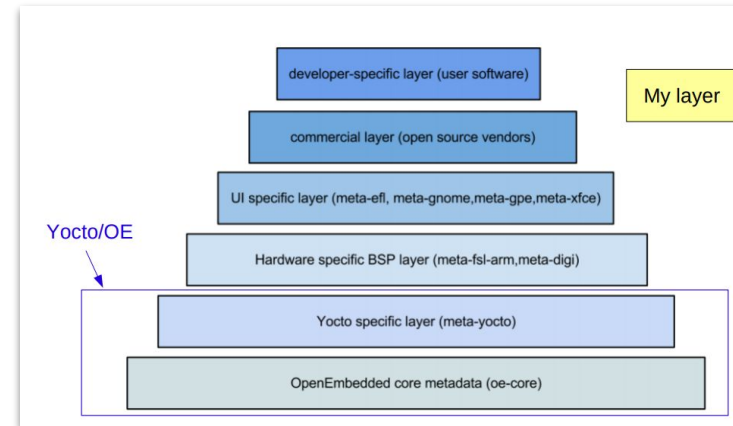 developer-specific layer (user software)
My layer
commercial layer (open source vendors)
UI specific layer (meta-efl, meta-gnome,meta-gpe,meta-xfce)
Yocto/OE
Hardware specific BSP layer (meta-fsl-arm,meta-digi)
Yocto specific layer (meta-yocto)
OpenEmbedded core metadata (oe-core)